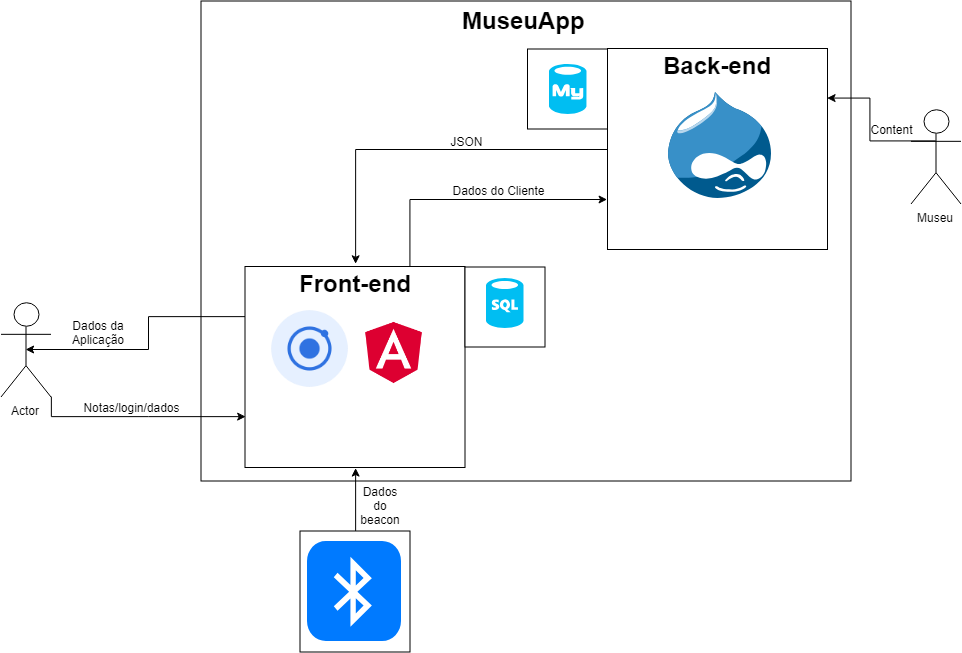 MuseuApp
Back-end
My
Content
JSON
Dados do Cliente
Museu
Front-end
SQL
Dados da
Aplicação
Actor
Notas/login/dados
Dados
do
beacon